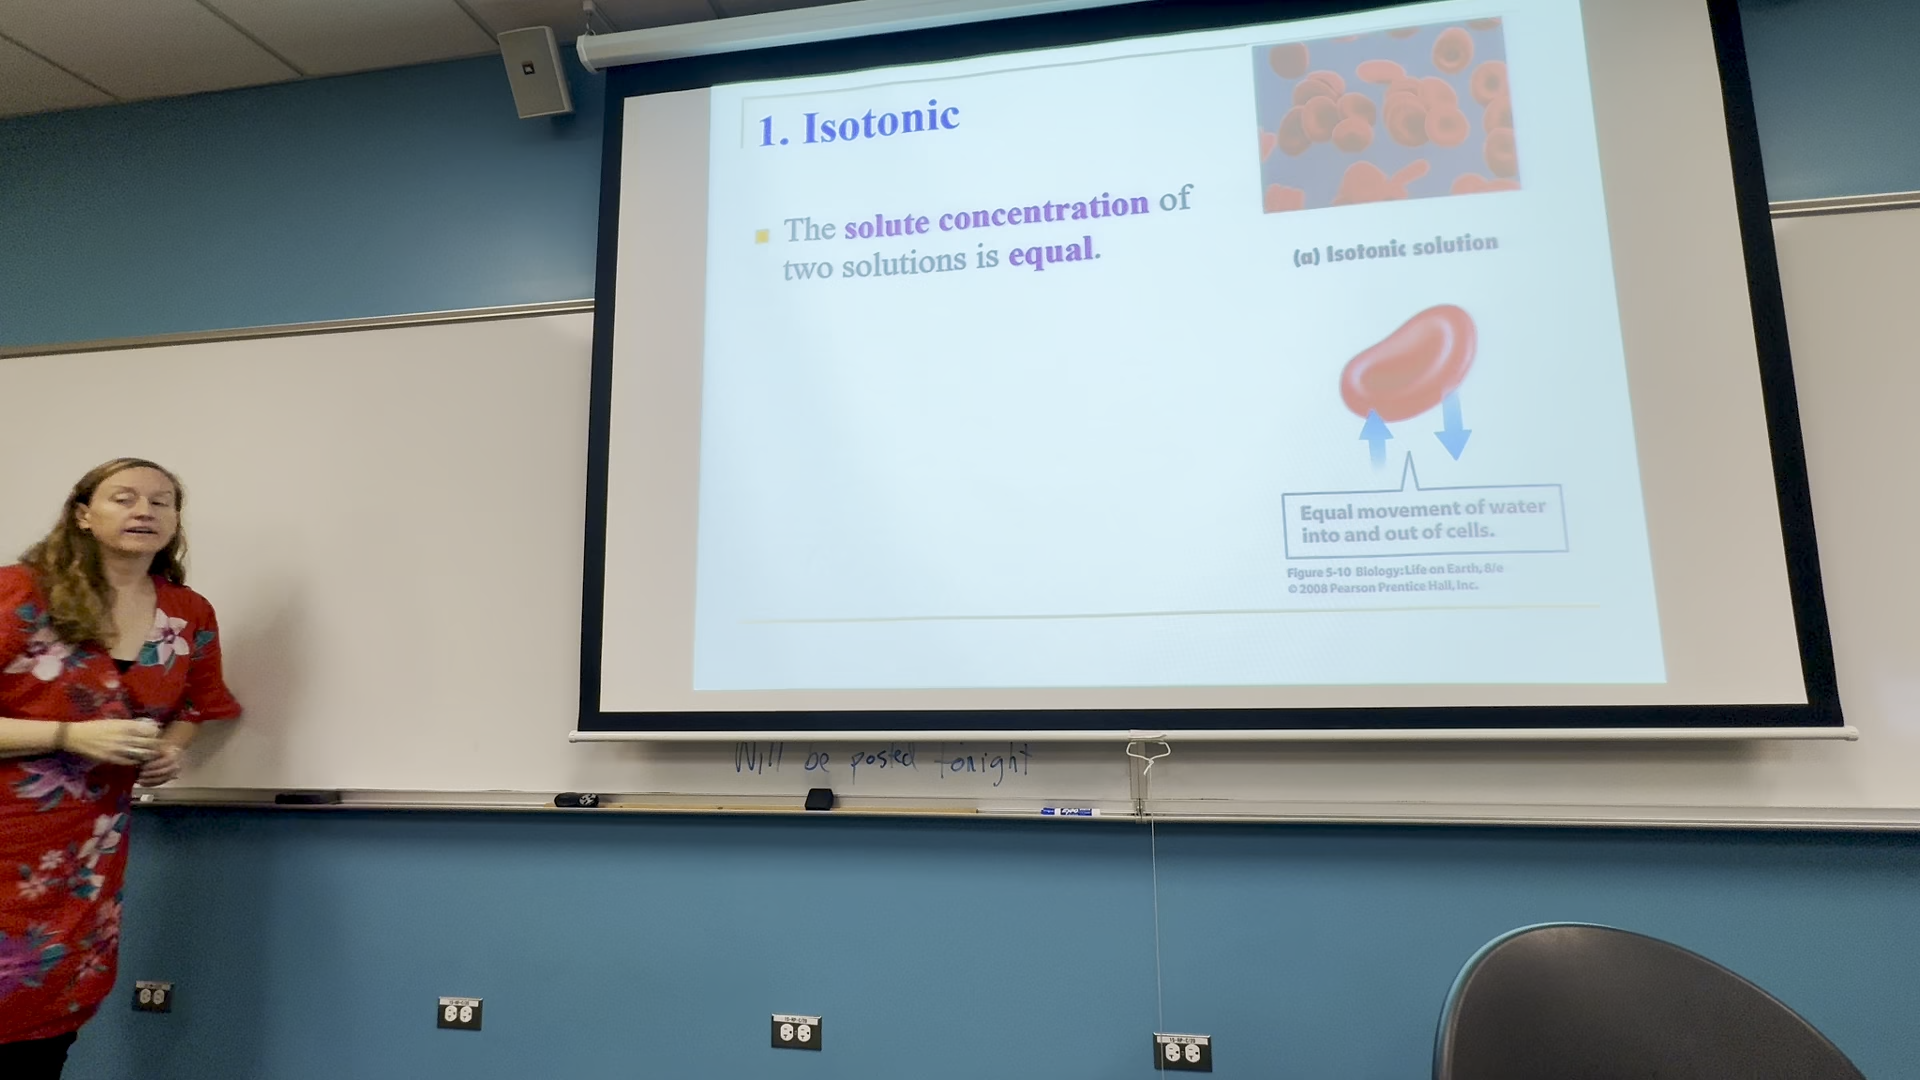 1. Isotonic
The solute concentration of
two solutions is equal.
(a) Isotonic solution
Equal movement of water
into and out of cells.
Figure 5-10 Biology: Life on Earth, 8/e
© 2008 Pearson Prentice Hall, Inc.
Will be posted tonight